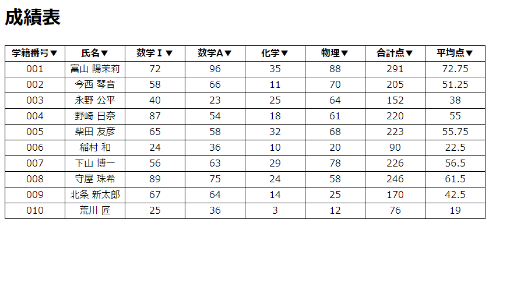 成績表
学籍番号▼ 氏名▼ 数学Ⅰ▼ 数学A▼ 化学▼ 物理▼ 合計点▼ 平均点▼
001 富山 陽茉莉 72 96 35 88 291 72.75
002 今西 琴音 58 66 11 70 205 51.25
003 永野 公平 40 23 25 64 152 38
004 野崎 日奈 87 54 18 61 220 55
005 柴田 友彦 65 58 32 68 223 55.75
006 稲村 和 24 36 10 20 90 22.5
007 下山 博一 56 63 29 78 226 56.5
008 守屋 珠希 89 75 24 58 246 61.5
009 北条 新太郎 67 64 14 25 170 42.5
010 荒川 匠 25 36 3 12 76 19